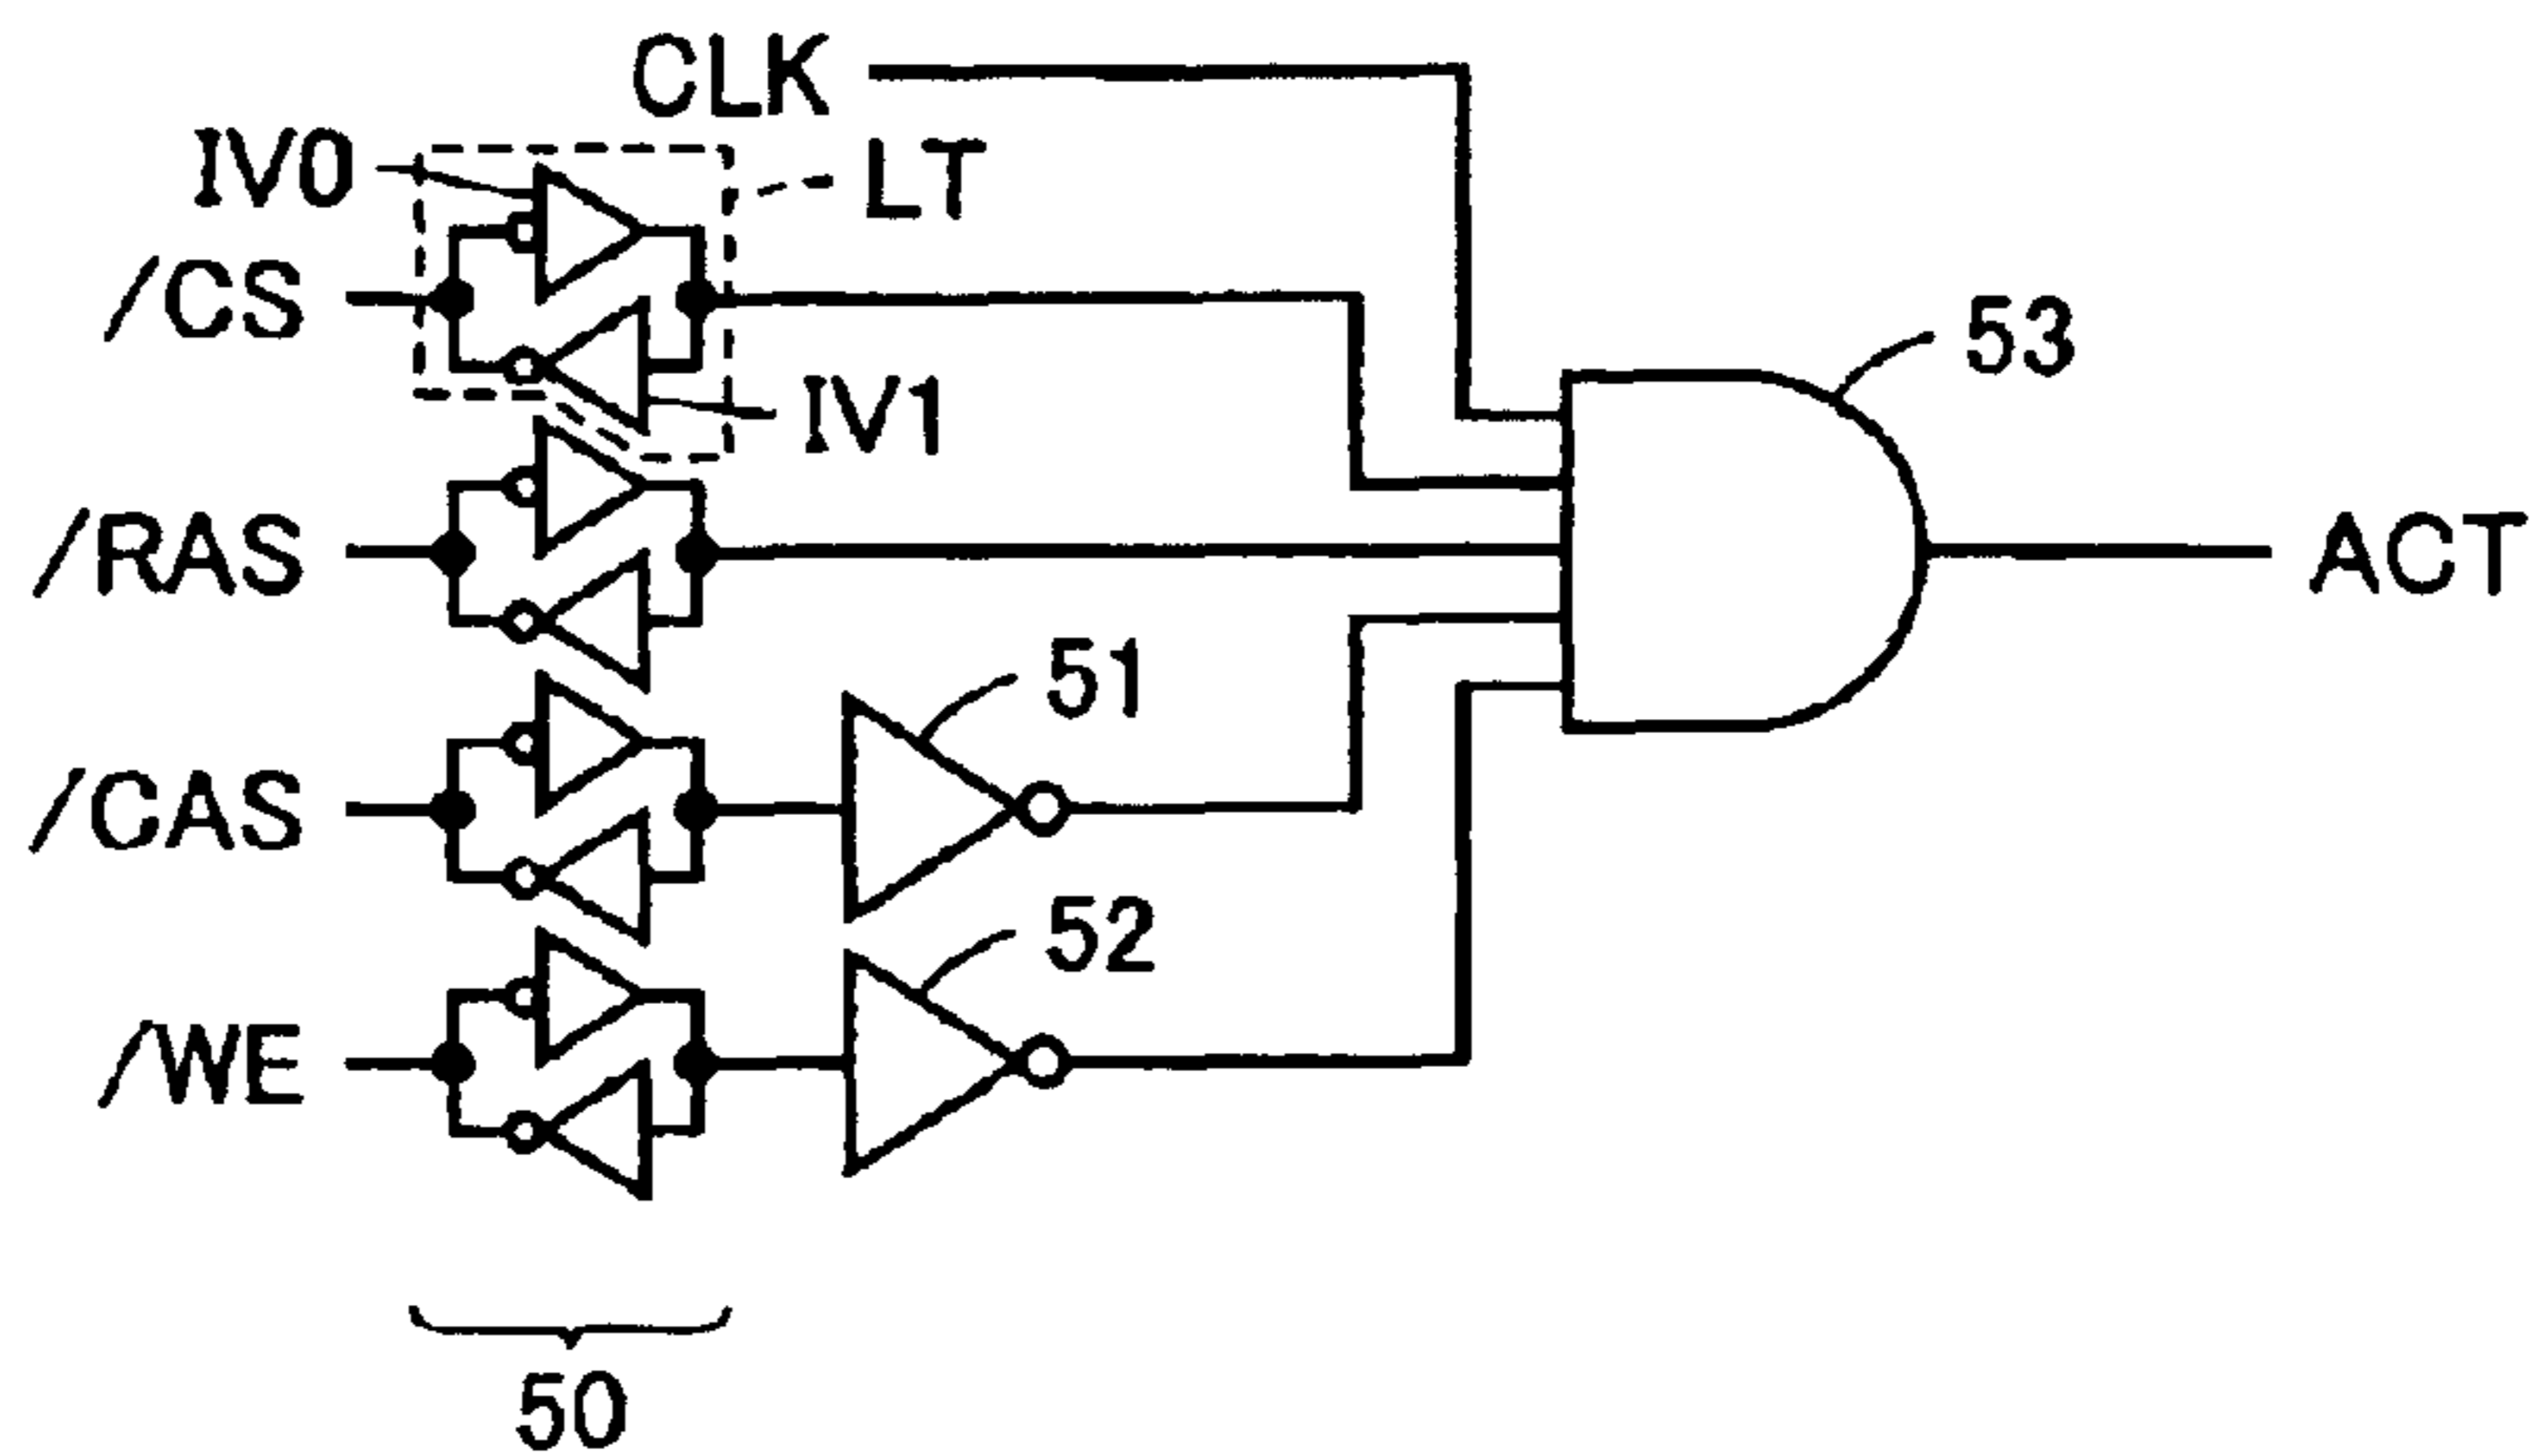 CLK
IV0
LT
/CS
53
IV1
/RAS
ACT
51
/CAS
52
/WE
50